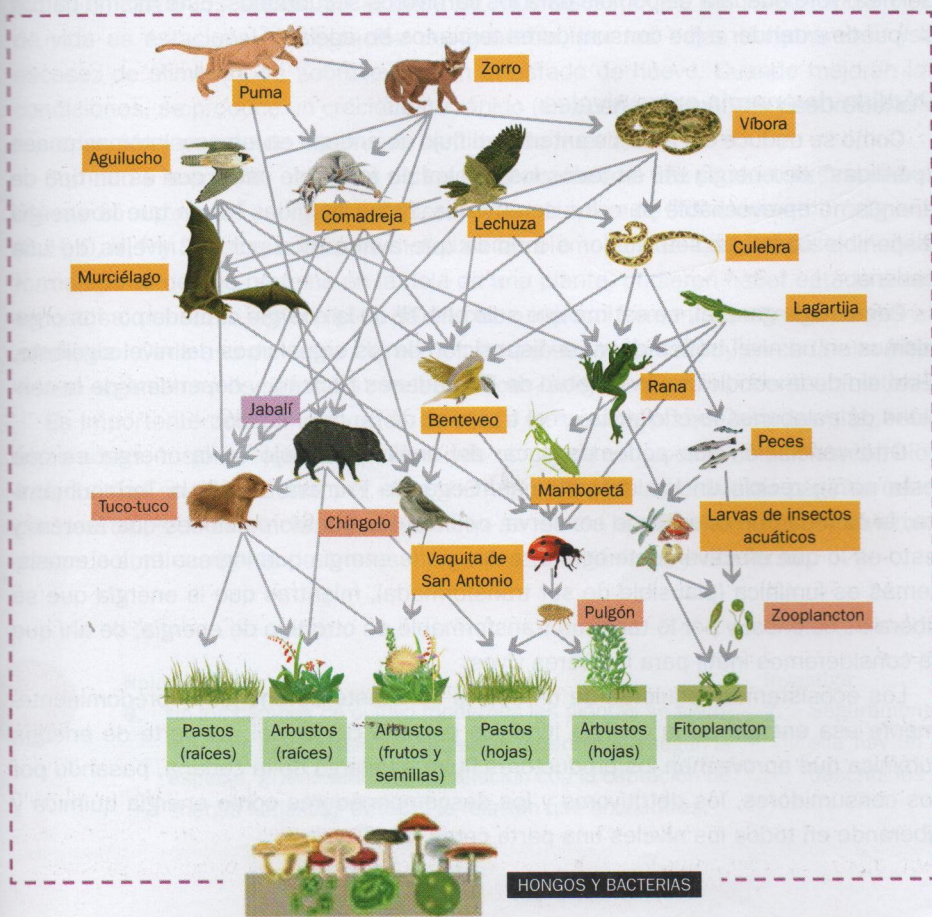 Puma
Zorro
Víbora
Aguilucho
Comadreja
Lechuza
Culebra
Murciélago
Lagartija
Jabalí
Benteveo
Rana
Peces
Tuco-tuco
Chingolo
Mamboretá
Larvas de insectos
acuáticos
Vaquita de
San Antonio
Pulgón
Zooplancton
Pastos
(raíces)
Arbustos
(raíces)
Arbustos
(frutos y
semillas)
Pastos
(hojas)
Arbustos
(hojas)
Fitoplancton
HONGOS Y BACTERIAS